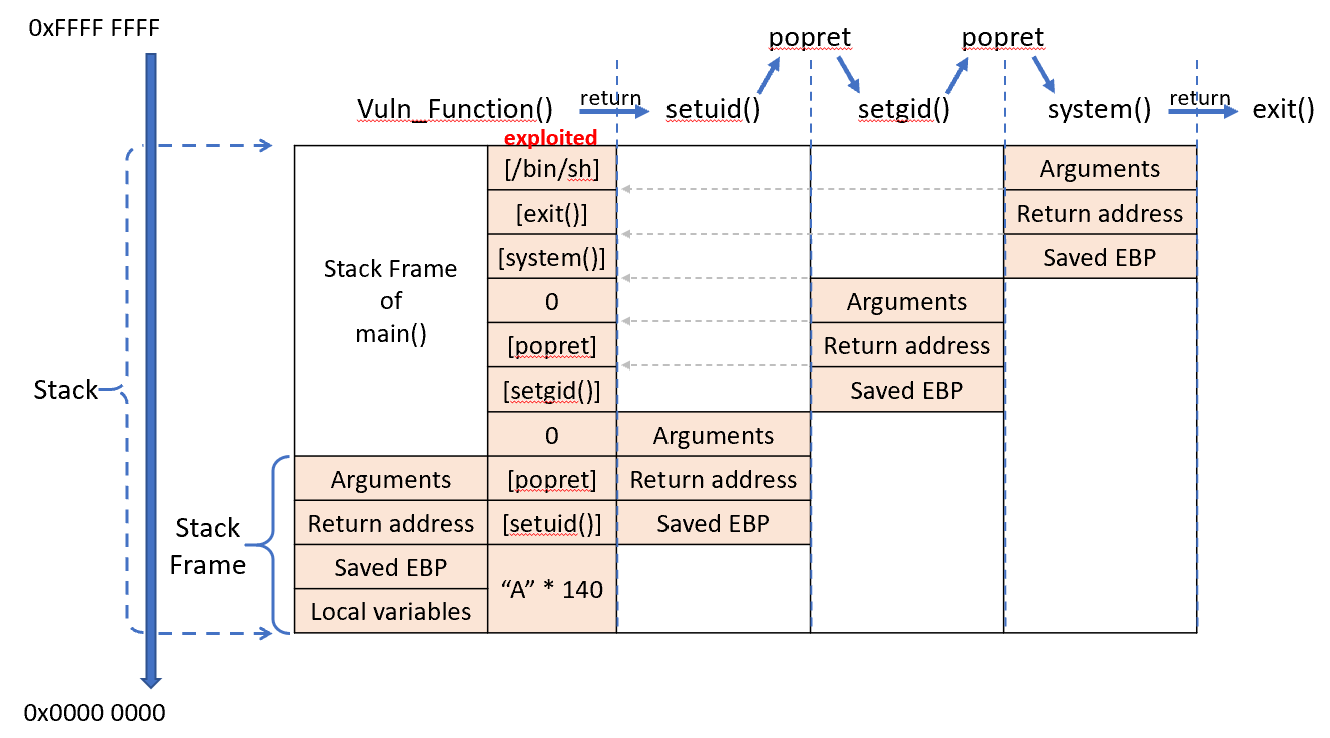 0xFFFF FFFF
popret
popret
Vuln_Function()
return
setuid()
setgid()
system()
return
exit()
exploited
[/bin/sh]
Arguments
[exit()]
Return address
[system()]
Saved EBP
Stack Frame
of
main()
0
Arguments
[popret]
Return address
[setgid()]
Saved EBP
0
Arguments
Stack
Arguments
[popret]
Return address
Stack
Frame
Return address
[setuid()]
Saved EBP
Saved EBP
“A” * 140
Local variables
0x0000 0000